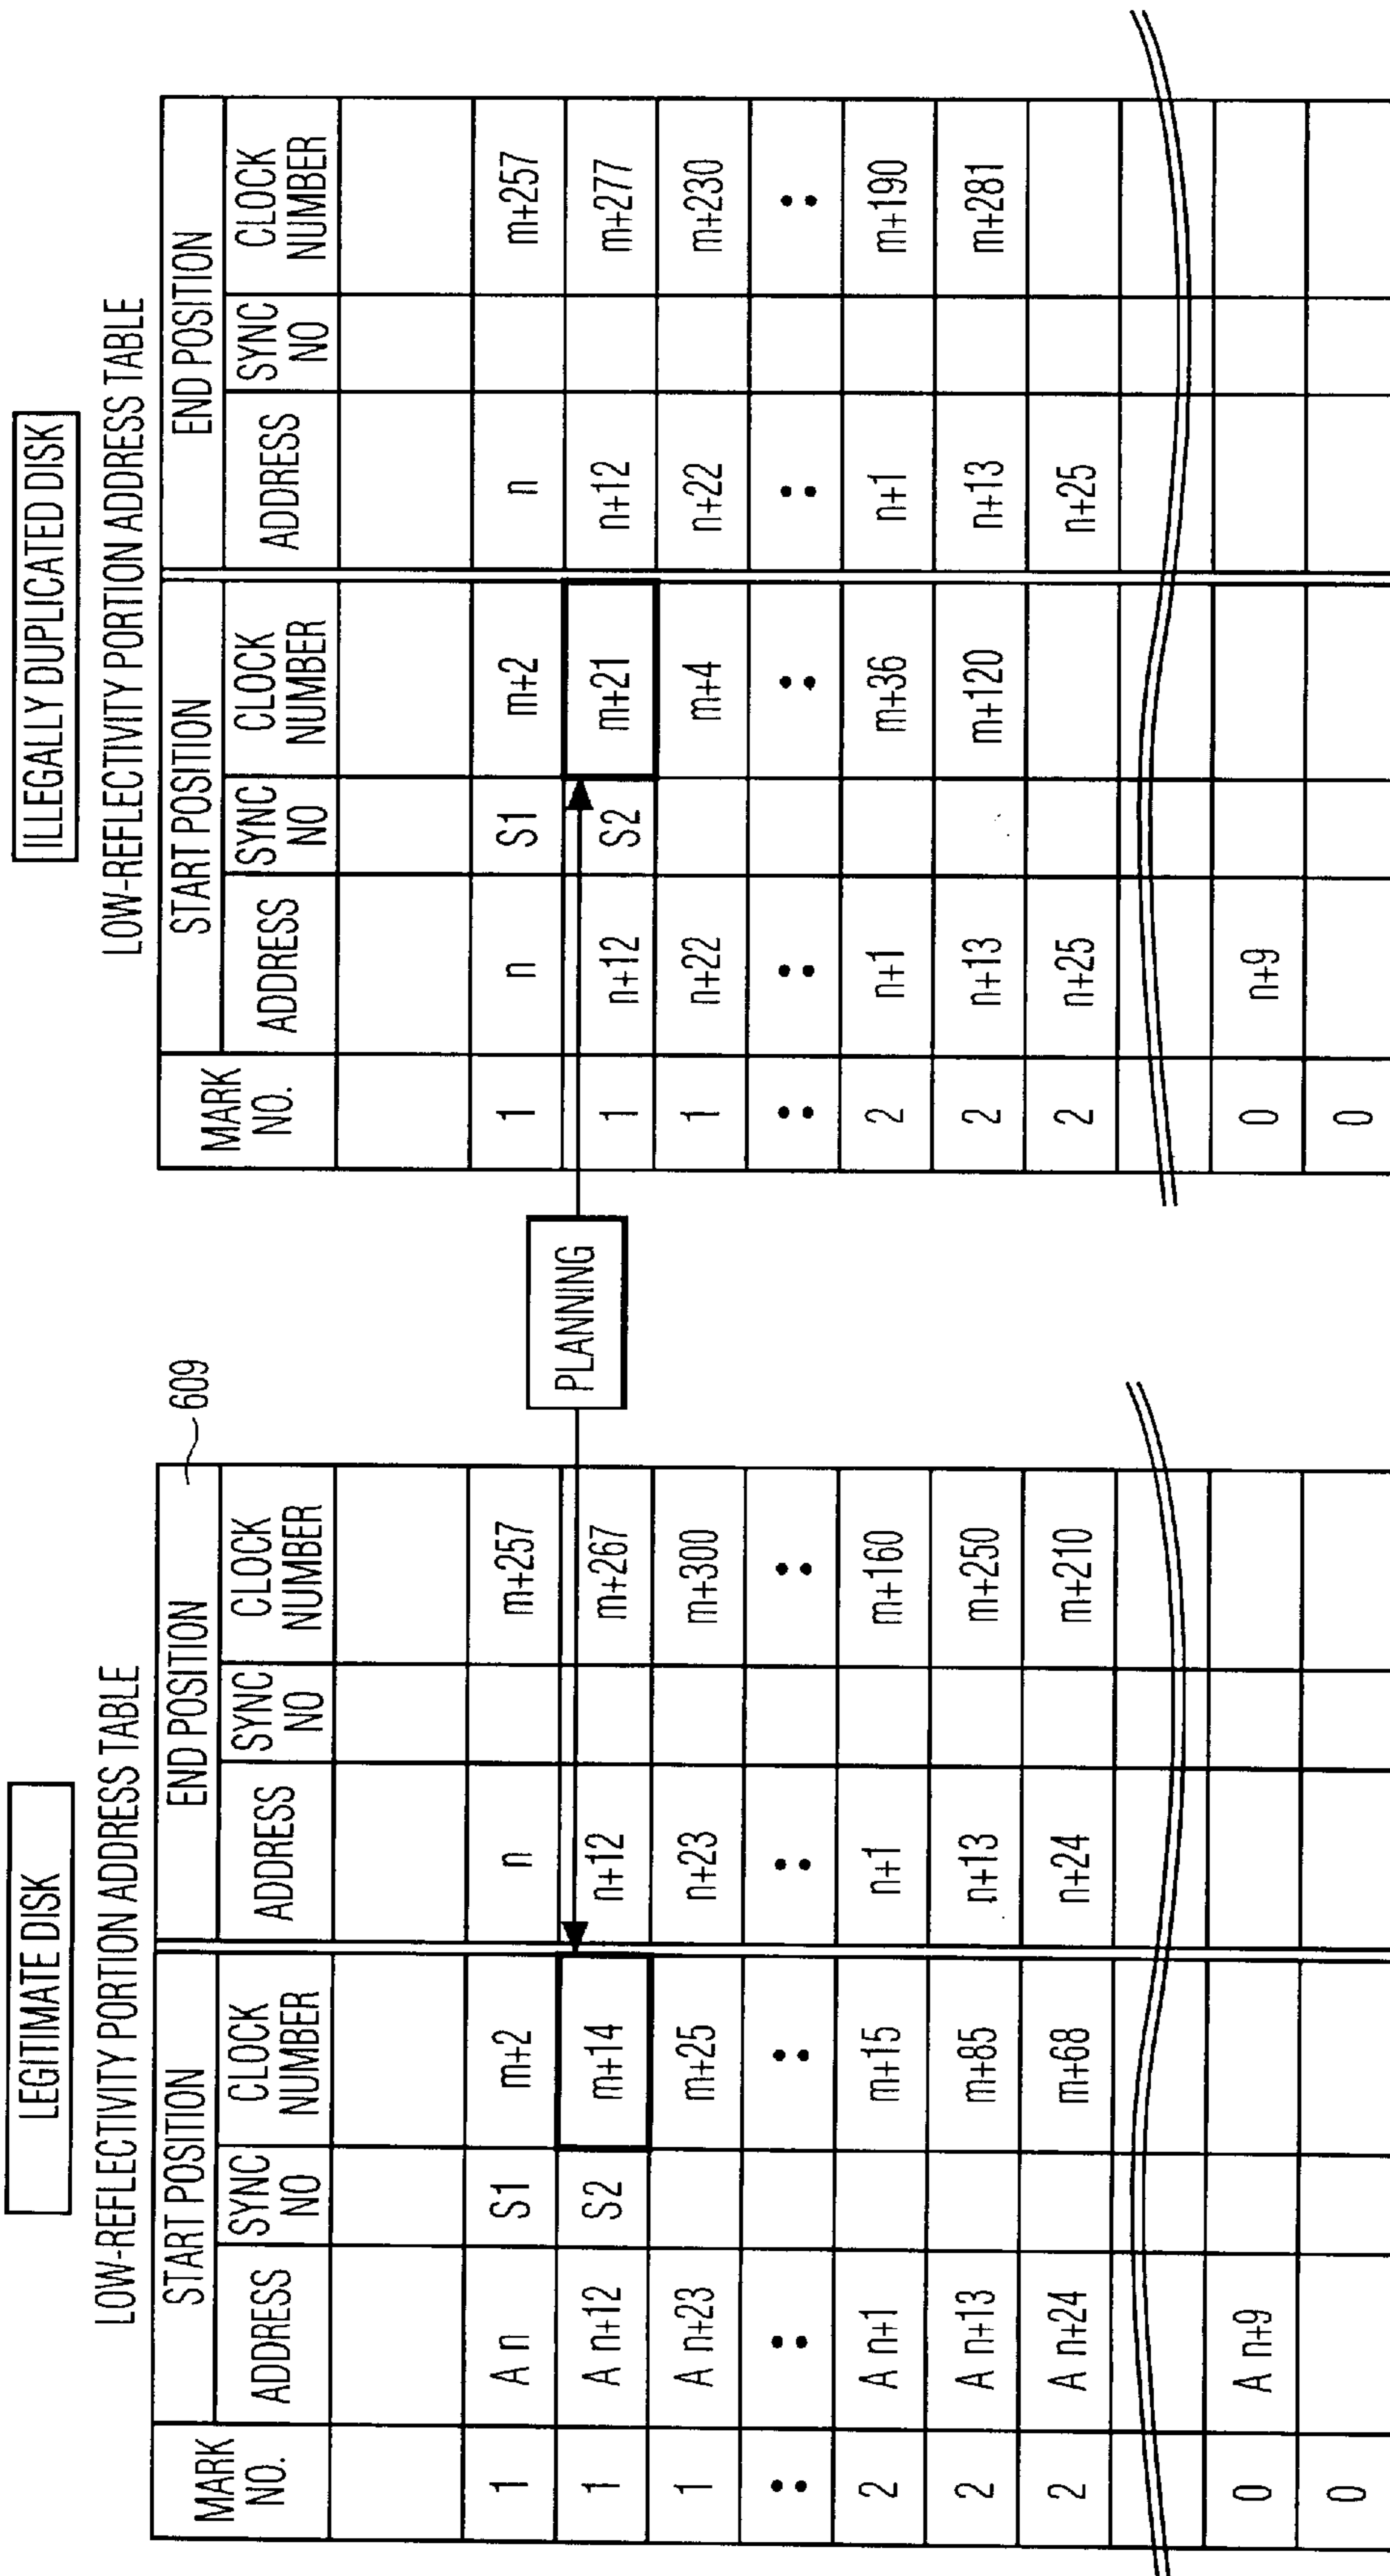 LEGITIMATE DISK
LOW-REFLECTIVITY PORTION ADDRESS TABLE
609
MARK NO. START POSITION END POSITION
ADDRESS SYNC NO CLOCK NUMBER ADDRESS SYNC NO CLOCK NUMBER
1 A n S1 m+2 n m+257
1 A n+12 S2 m+14 n+12 m+267
1 A n+23 m+25 n+23 m+300
: : : : :
2 A n+1 m+15 n+1 m+160
2 A n+13 m+85 n+13 m+250
2 A n+24 m+68 n+24 m+210
0 A n+9
0
PLANNING
ILLEGALLY DUPLICATED DISK
LOW-REFLECTIVITY PORTION ADDRESS TABLE
MARK NO. START POSITION END POSITION
ADDRESS SYNC NO CLOCK NUMBER ADDRESS SYNC NO CLOCK NUMBER
1 n S1 m+2 n m+257
1 n+12 S2 m+21 n+12 m+277
1 n+22 m+4 n+22 m+230
: : : : :
2 n+1 m+36 n+1 m+190
2 n+13 m+120 n+13 m+281
2 n+25 n+25
0 n+9
0